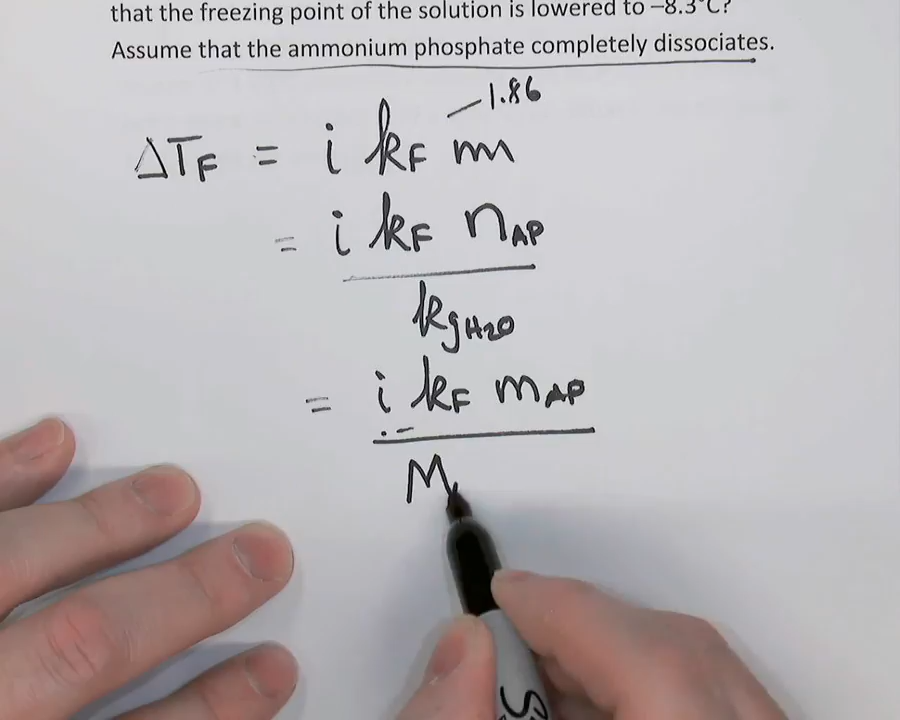 that the freezing point of the solution is lowered to –8.3°C?
Assume that the ammonium phosphate completely dissociates.
1.86
ΔTF = i kF m
= i kF nAP
kgH2O
= i kF mAP
M
S